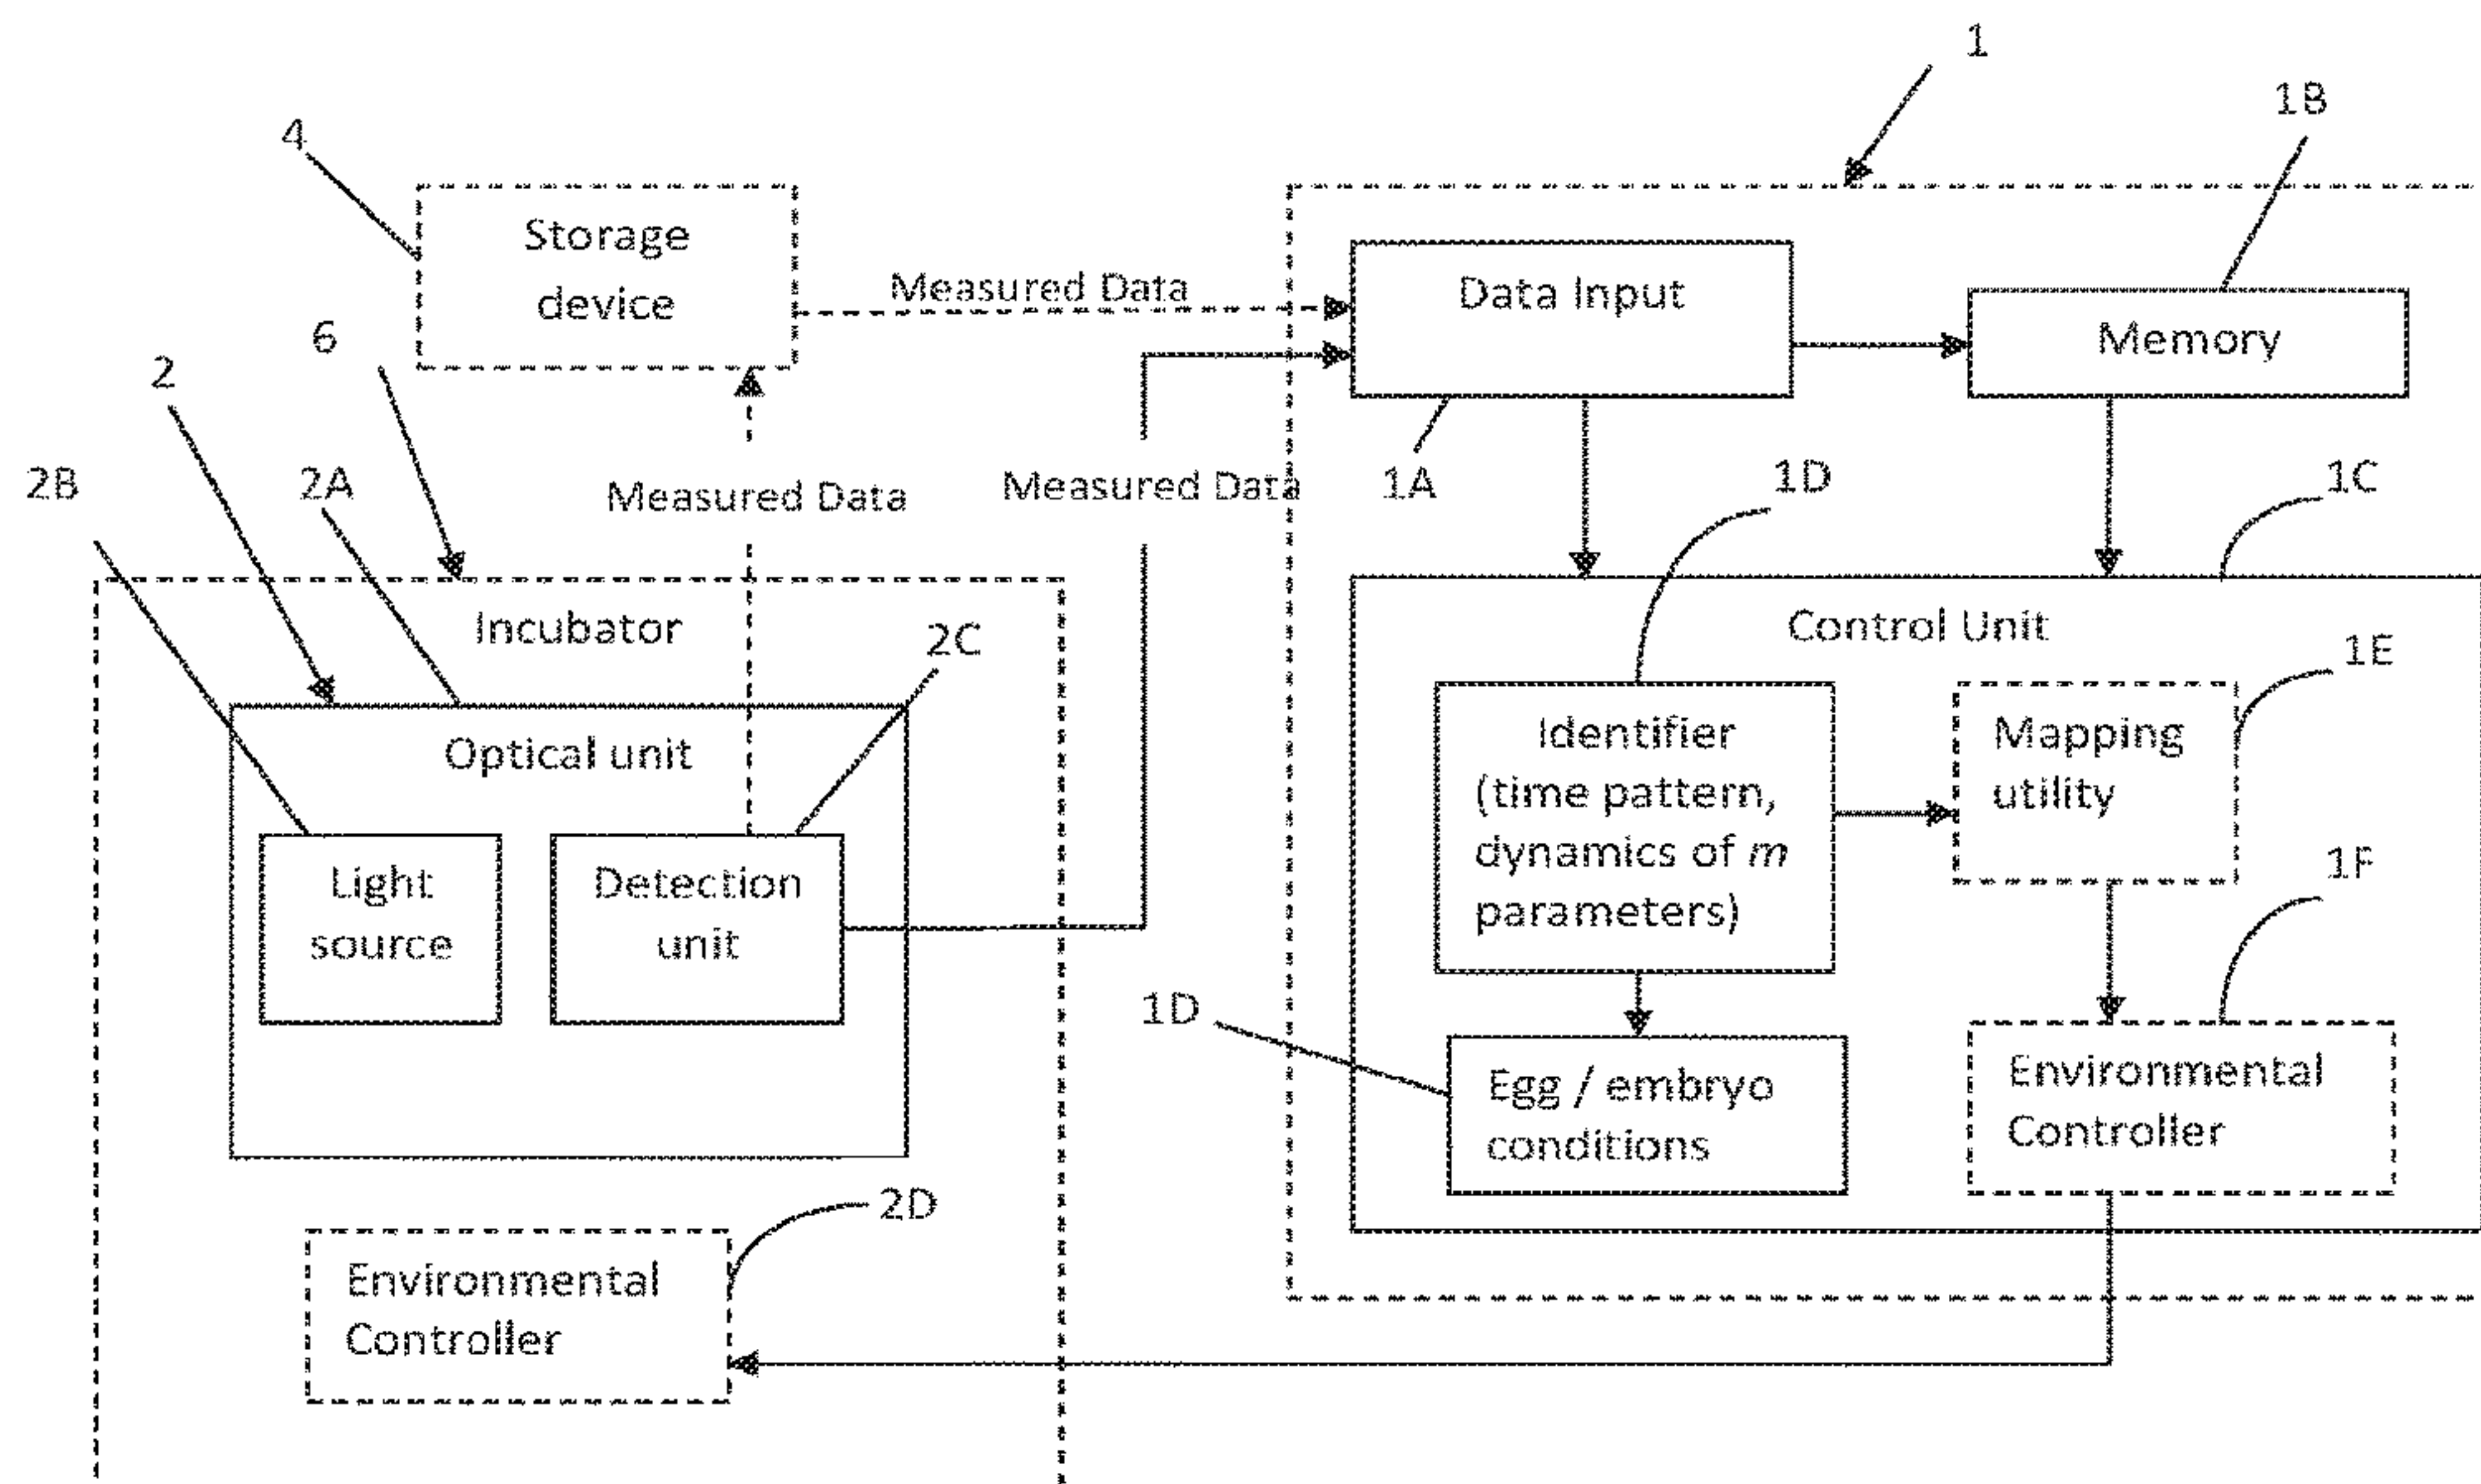 1
1B
4
Storage
device
Measured Data
Data Input
Memory
6
2
2B
2A
Measured Data
Measured Data
1A
1D
1C
Incubator
2C
Control Unit
1E
Optical unit
Identifier
(time pattern,
dynamics of m
parameters)
Mapping
utility
1F
Light
source
Detection
unit
1D
Egg / embryo
conditions
Environmental
Controller
2D
Environmental
Controller